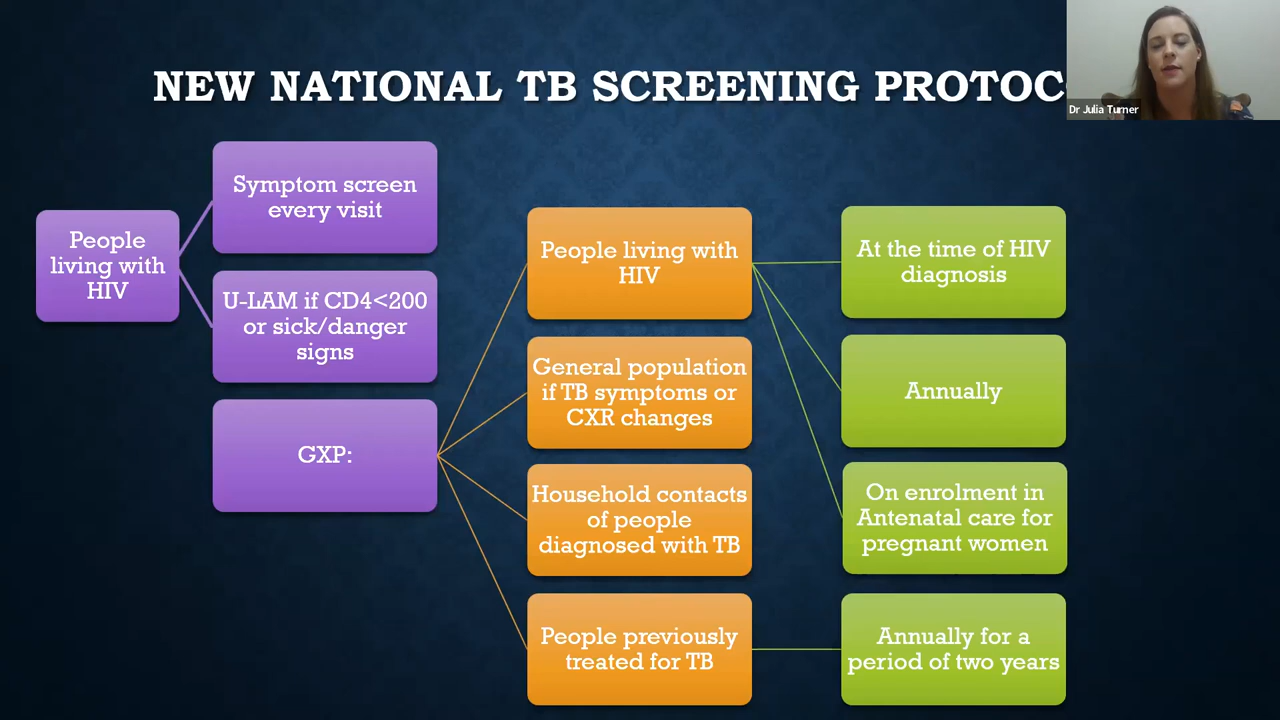 NEW NATIONAL TB SCREENING PROTOC
Dr Julia Turner
People
living with
HIV
Symptom screen
every visit
U-LAM if CD4<200
or sick/danger
signs
GXP:
People living with
HIV
General population
if TB symptoms or
CXR changes
Household contacts
of people
diagnosed with TB
People previously
treated for TB
At the time of HIV
diagnosis
Annually
On enrolment in
Antenatal care for
pregnant women
Annually for a
period of two years